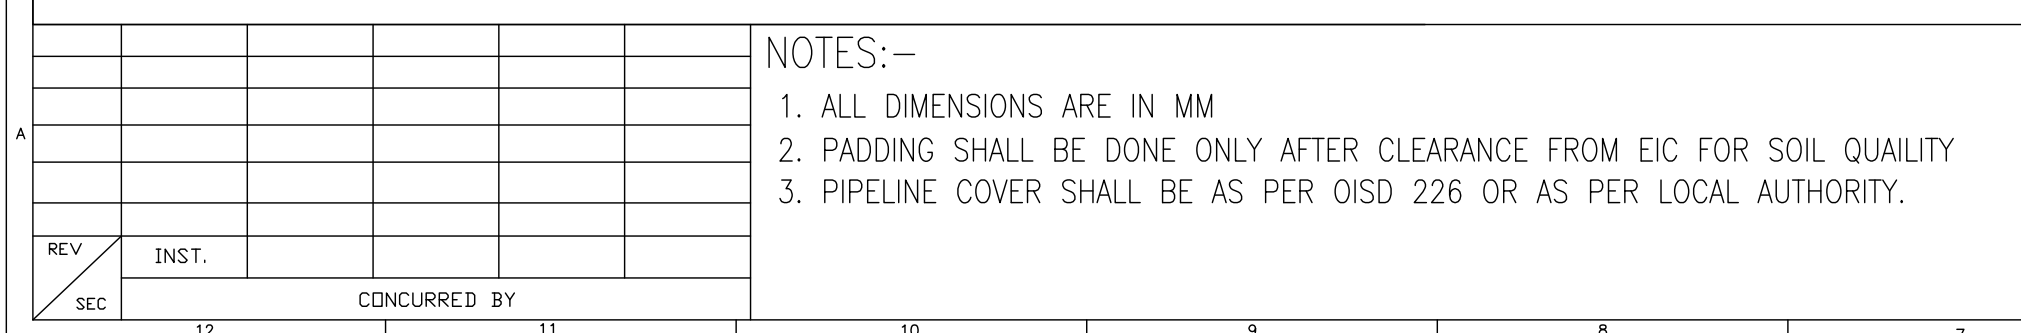 NOTES:-
1. ALL DIMENSIONS ARE IN MM
2. PADDING SHALL BE DONE ONLY AFTER CLEARANCE FROM EIC FOR SOIL QUAILITY
3. PIPELINE COVER SHALL BE AS PER OISD 226 OR AS PER LOCAL AUTHORITY.
A
REV
INST.
SEC
CONCURRED BY
12 11 10 9 8 7